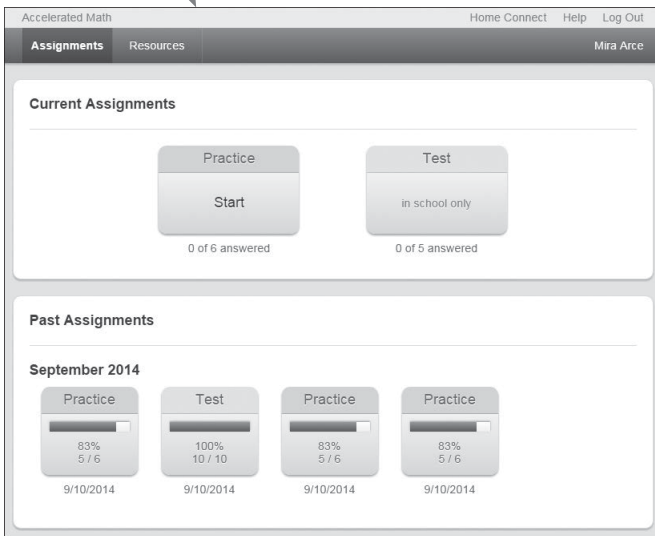 Accelerated Math Home Connect Help Log Out
Assignments Resources Mira Arce
Current Assignments
Practice Test
Start in school only
0 of 6 answered 0 of 5 answered
Past Assignments
September 2014
Practice Test Practice Practice
83% 100% 83% 83%
5 / 6 10 / 10 5 / 6 5 / 6
9/10/2014 9/10/2014 9/10/2014 9/10/2014